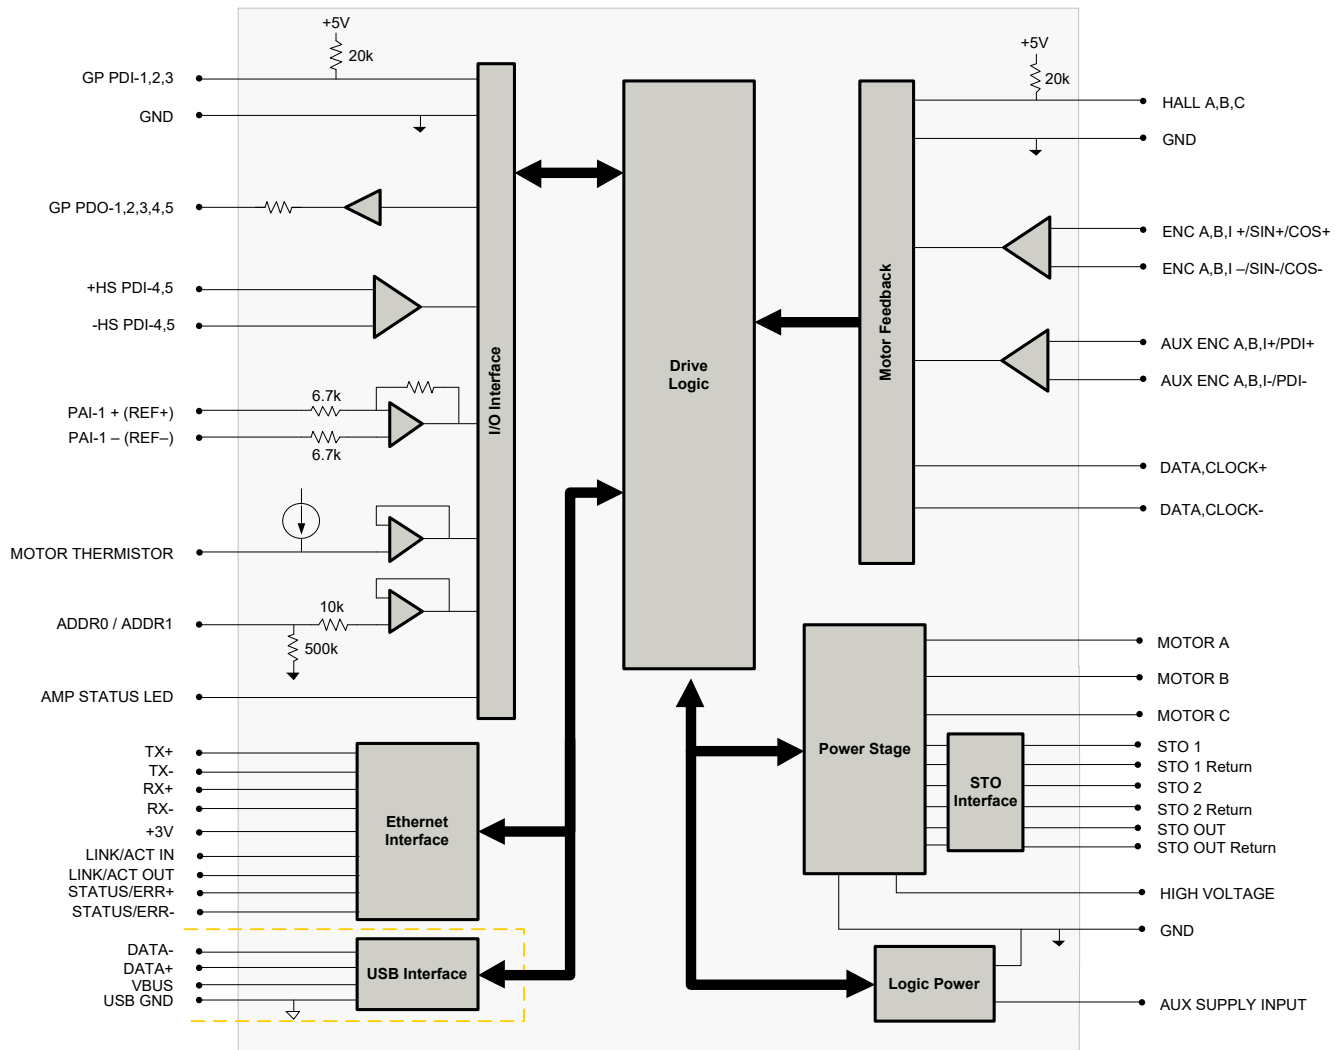 +5V
20k
GP PDI-1,2,3
GND
GP PDO-1,2,3,4,5
+HS PDI-4,5
-HS PDI-4,5
6.7k
PAI-1 + (REF+)
PAI-1 – (REF–)
6.7k
MOTOR THERMISTOR
10k
ADDR0 / ADDR1
500k
AMP STATUS LED
I/O Interface
TX+
TX-
RX+
RX-
+3V
LINK/ACT IN
LINK/ACT OUT
STATUS/ERR+
STATUS/ERR-
Ethernet
Interface
DATA-
DATA+
VBUS
USB GND
USB Interface
Drive
Logic
Motor Feedback
+5V
20k
HALL A,B,C
GND
ENC A,B,I +/SIN+/COS+
ENC A,B,I –/SIN-/COS-
AUX ENC A,B,I+/PDI+
AUX ENC A,B,I-/PDI-
DATA,CLOCK+
DATA,CLOCK-
Power Stage
MOTOR A
MOTOR B
MOTOR C
STO
Interface
STO 1
STO 1 Return
STO 2
STO 2 Return
STO OUT
STO OUT Return
HIGH VOLTAGE
GND
Logic Power
AUX SUPPLY INPUT